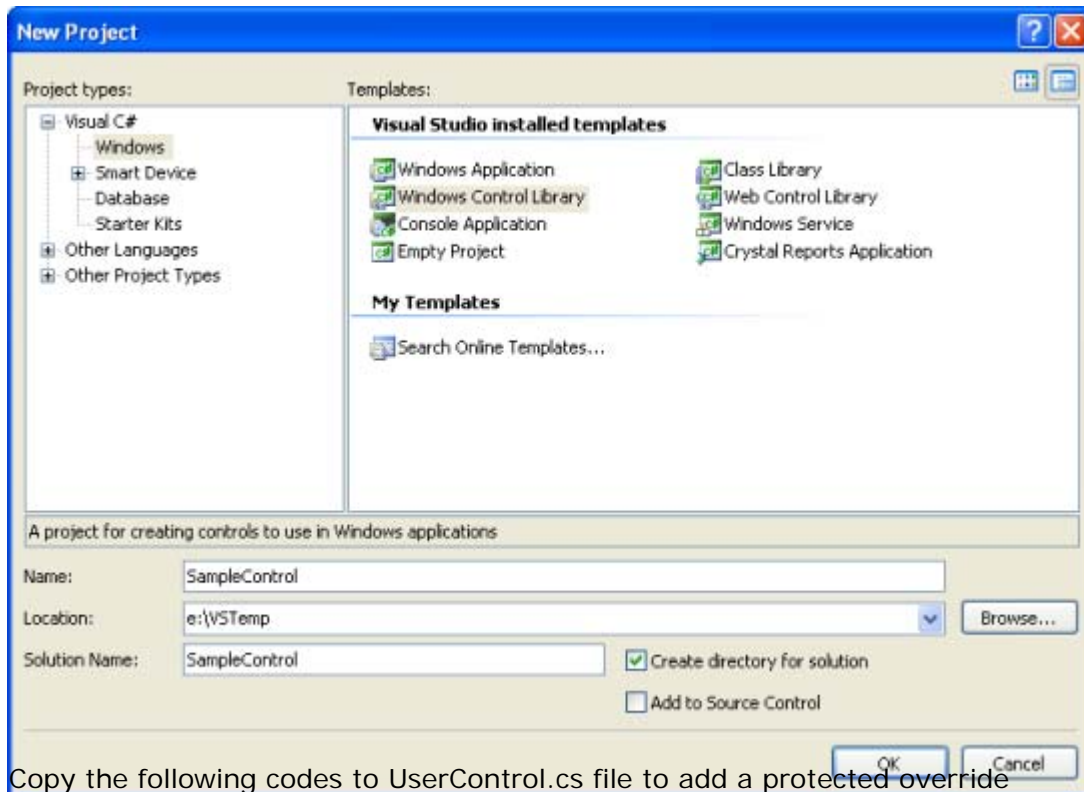 New Project
Project types:
Templates:
Visual C#
Windows
Smart Device
Database
Starter Kits
Other Languages
Other Project Types
Visual Studio installed templates
Windows Application
Class Library
Windows Control Library
Web Control Library
Console Application
Windows Service
Empty Project
Crystal Reports Application
My Templates
Search Online Templates...
A project for creating controls to use in Windows applications
Name:
SampleControl
Location:
e:\VSTemp
Browse...
Solution Name:
SampleControl
Create directory for solution
Add to Source Control
OK
Cancel
Copy the following codes to UserControl.cs file to add a protected override